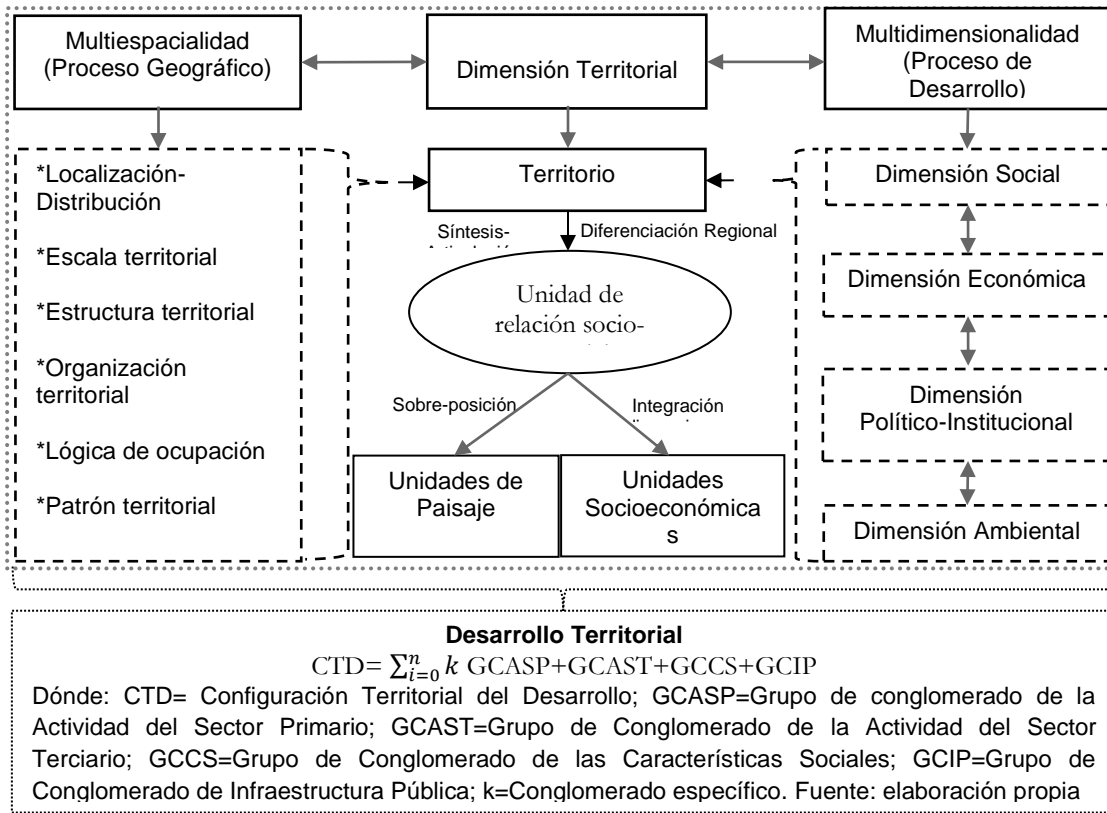 Multiespacialidad
(Proceso Geográfico)
Dimensión Territorial
Multidimensionalidad
(Proceso de
Desarrollo)
*Localización-
Distribución
*Escala territorial
*Estructura territorial
*Organización
territorial
*Lógica de ocupación
*Patrón territorial
Territorio
Síntesis-
Diferenciación Regional
Unidad de
relación socio-
Sobre-posición
Integración
Unidades de
Paisaje
Unidades
Socioeconómica
s
Dimensión Social
Dimensión Económica
Dimensión
Político-Institucional
Dimensión Ambiental
Desarrollo Territorial
CTD= ∑ᵢ₌₀ⁿ k GCASP+GCAST+GCCS+GCIP
Dónde: CTD= Configuración Territorial del Desarrollo; GCASP=Grupo de conglomerado de la
Actividad del Sector Primario; GCAST=Grupo de Conglomerado de la Actividad del Sector
Terciario; GCCS=Grupo de Conglomerado de las Características Sociales; GCIP=Grupo de
Conglomerado de Infraestructura Pública; k=Conglomerado específico. Fuente: elaboración propia